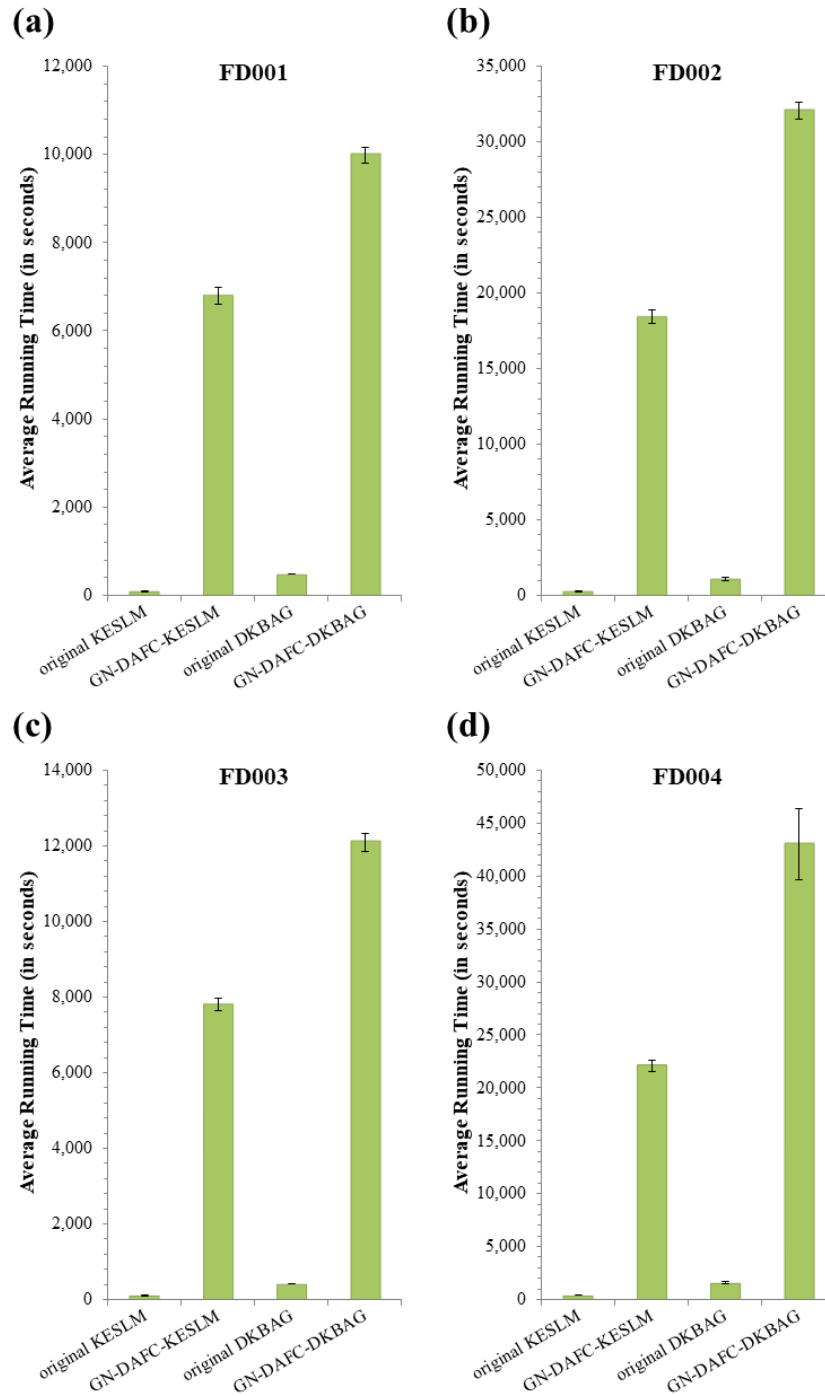 (a)
FD001
Average Running Time (in seconds)
12,000
10,000
8,000
6,000
4,000
2,000
0
original KESLM
GN-DAFC-KESLM
original DKBAG
GN-DAFC-DKBAG
(b)
FD002
Average Running Time (in seconds)
35,000
30,000
25,000
20,000
15,000
10,000
5,000
0
original KESLM
GN-DAFC-KESLM
original DKBAG
GN-DAFC-DKBAG
(c)
FD003
Average Running Time (in seconds)
14,000
12,000
10,000
8,000
6,000
4,000
2,000
0
original KESLM
GN-DAFC-KESLM
original DKBAG
GN-DAFC-DKBAG
(d)
FD004
Average Running Time (in seconds)
50,000
45,000
40,000
35,000
30,000
25,000
20,000
15,000
10,000
5,000
0
original KESLM
GN-DAFC-KESLM
original DKBAG
GN-DAFC-DKBAG